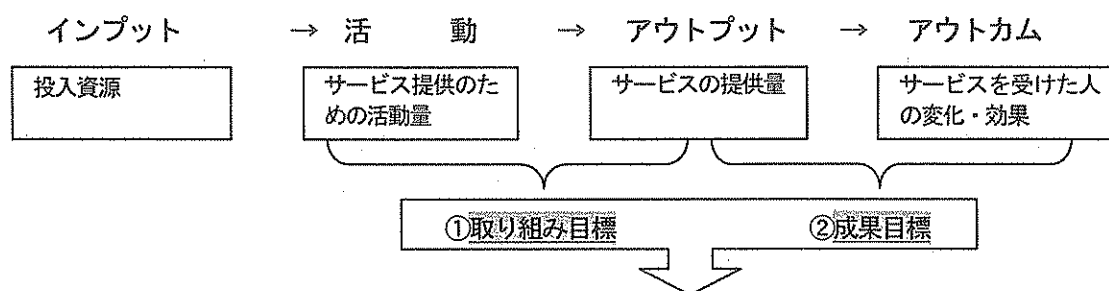 インプット → 活 動 → アウトプット → アウトカム
投入資源
サービス提供のた
めの活動量
サービスの提供量
サービスを受けた人
の変化・効果
①取り組み目標 ②成果目標